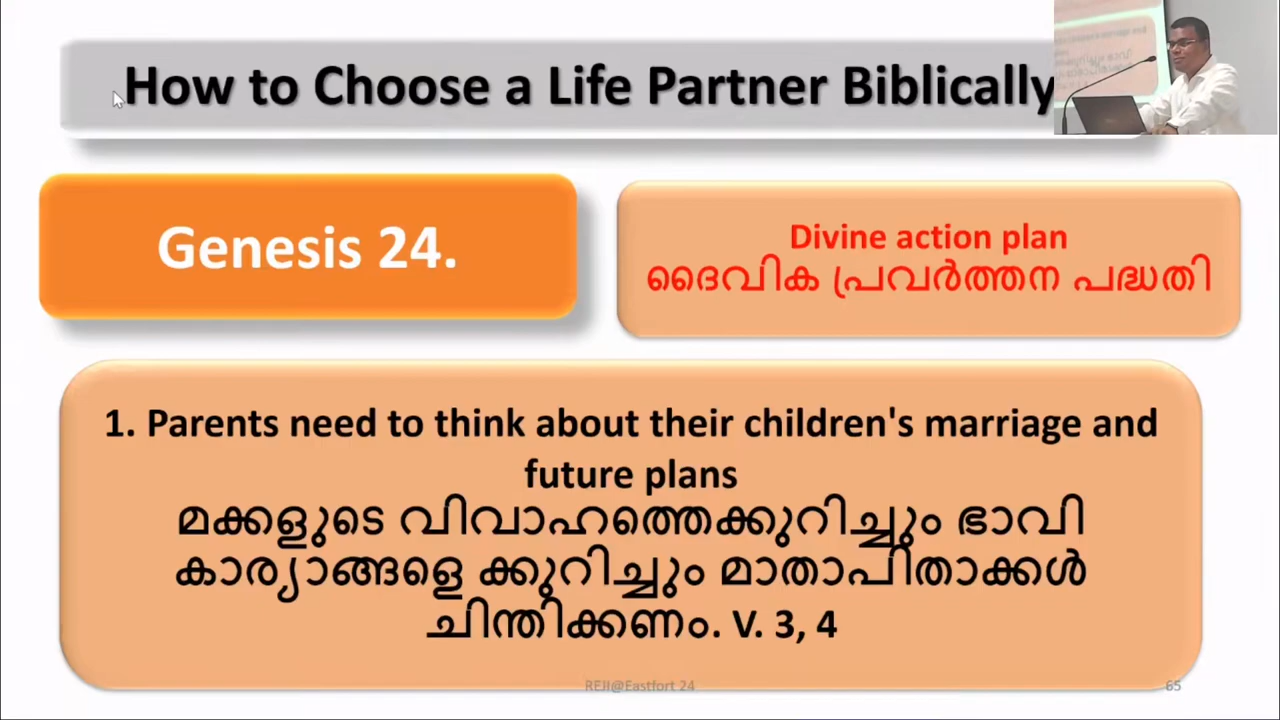 How to Choose a Life Partner Biblically
Genesis 24.
Divine action plan
ദൈവിക പ്രവർത്തന പദ്ധതി
1. Parents need to think about their children's marriage and
future plans
മക്കളുടെ വിവാഹത്തെക്കുറിച്ചും ഭാവി
കാര്യാങ്ങളെ ക്കുറിച്ചും മാതാപിതാക്കൾ
ചിന്തിക്കണം. V. 3, 4
REJI@Eastfort 24
65